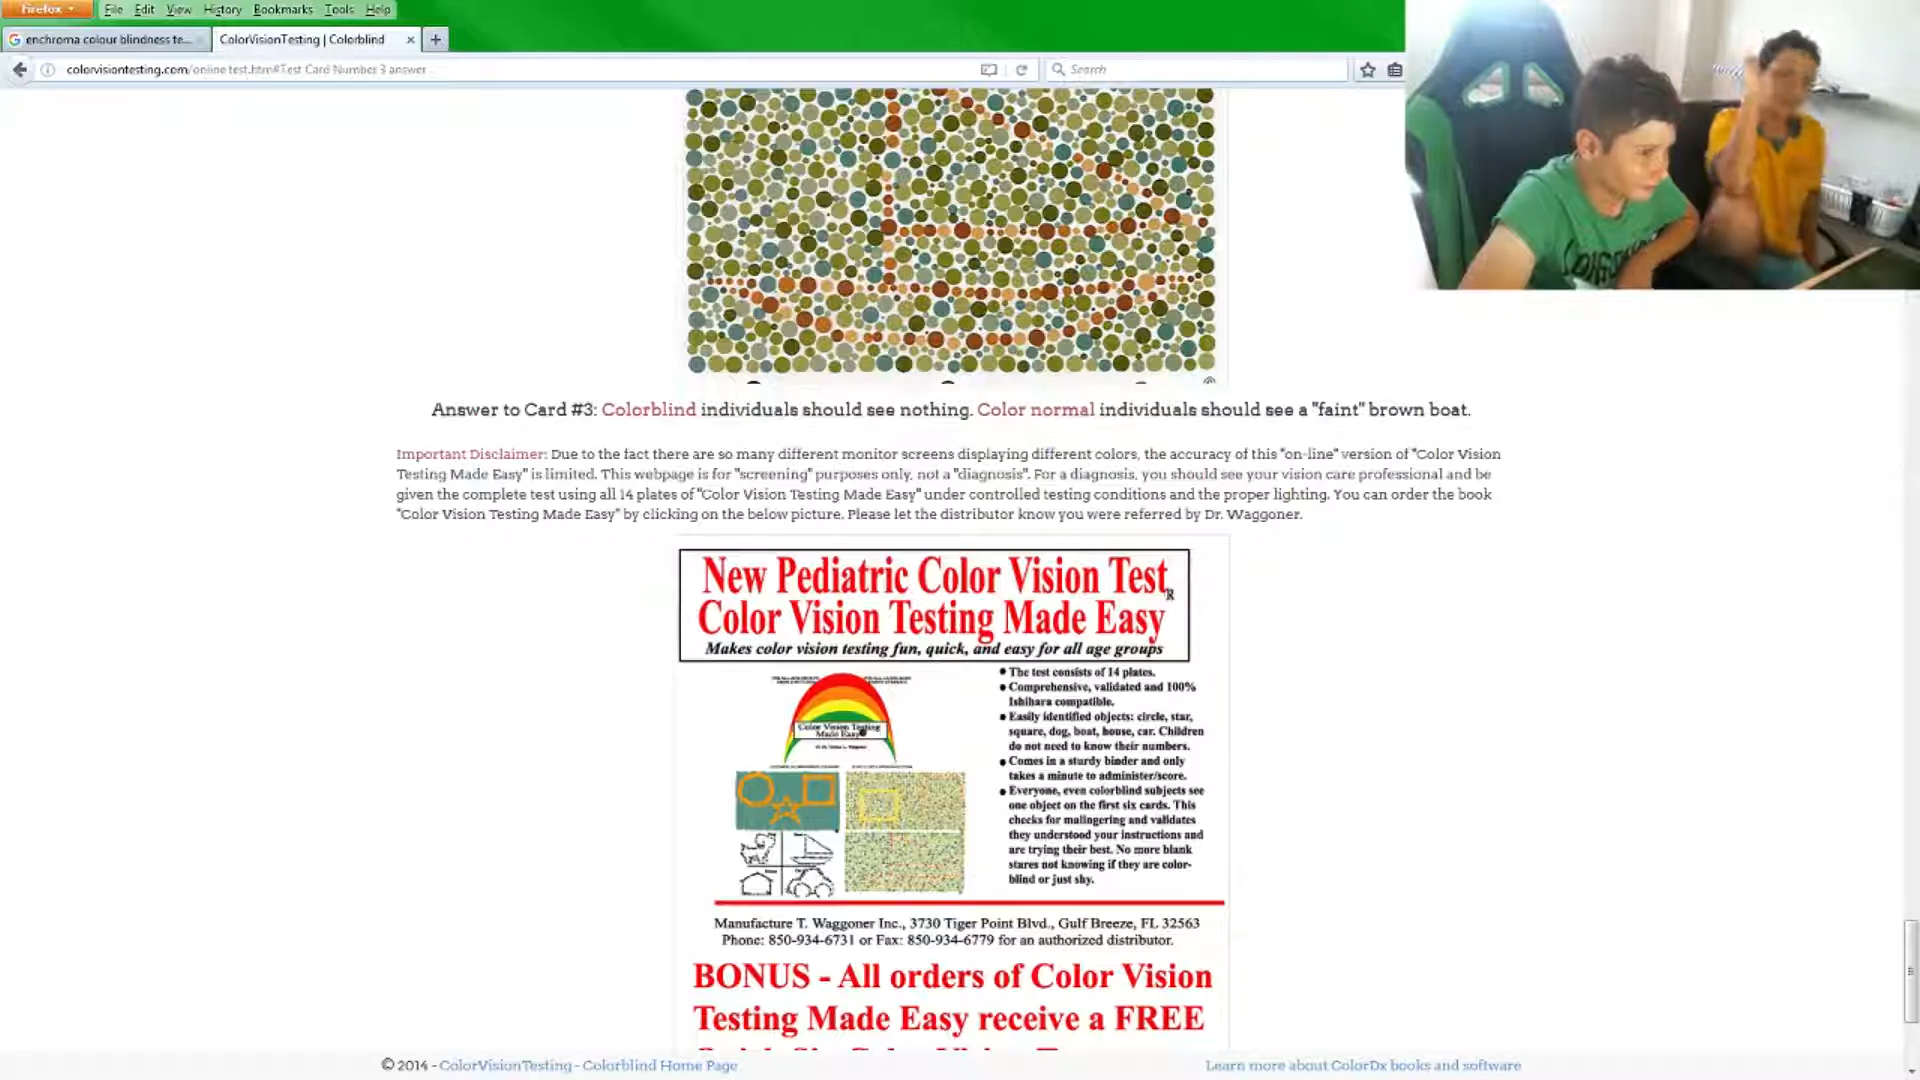 Firefox
File Edit View History Bookmarks Tools Help
enchroma colour blindness te...
ColorVisionTesting | Colorblind
colorvisiontesting.com/online test.htm#Test Card Number 3 answer
Search
Answer to Card #3: Colorblind individuals should see nothing. Color normal individuals should see a "faint" brown boat.
Important Disclaimer: Due to the fact there are so many different monitor screens displaying different colors, the accuracy of this "on-line" version of "Color Vision
Testing Made Easy" is limited. This webpage is for "screening" purposes only, not a "diagnosis". For a diagnosis, you should see your vision care professional and be
given the complete test using all 14 plates of "Color Vision Testing Made Easy" under controlled testing conditions and the proper lighting. You can order the book
"Color Vision Testing Made Easy" by clicking on the below picture. Please let the distributor know you were referred by Dr. Waggoner.
New Pediatric Color Vision Test
Color Vision Testing Made Easy
Makes color vision testing fun, quick, and easy for all age groups
Color Vision Testing
Made Easy
• The test consists of 14 plates.
• Comprehensive, validated and 100%
Ishihara compatible.
• Easily identified objects: circle, star,
square, dog, boat, house, car. Children
do not need to know their numbers.
• Comes in a sturdy binder and only
takes a minute to administer/score.
• Everyone, even colorblind subjects see
one object on the first six cards. This
checks for malingering and validates
they understood your instructions and
are trying their best. No more blank
stares not knowing if they are color-
blind or just shy.
Manufacture T. Waggoner Inc., 3730 Tiger Point Blvd., Gulf Breeze, FL 32563
Phone: 850-934-6731 or Fax: 850-934-6779 for an authorized distributor.
BONUS - All orders of Color Vision
Testing Made Easy receive a FREE
© 2014 - ColorVisionTesting - Colorblind Home Page
Learn more about ColorDx books and software